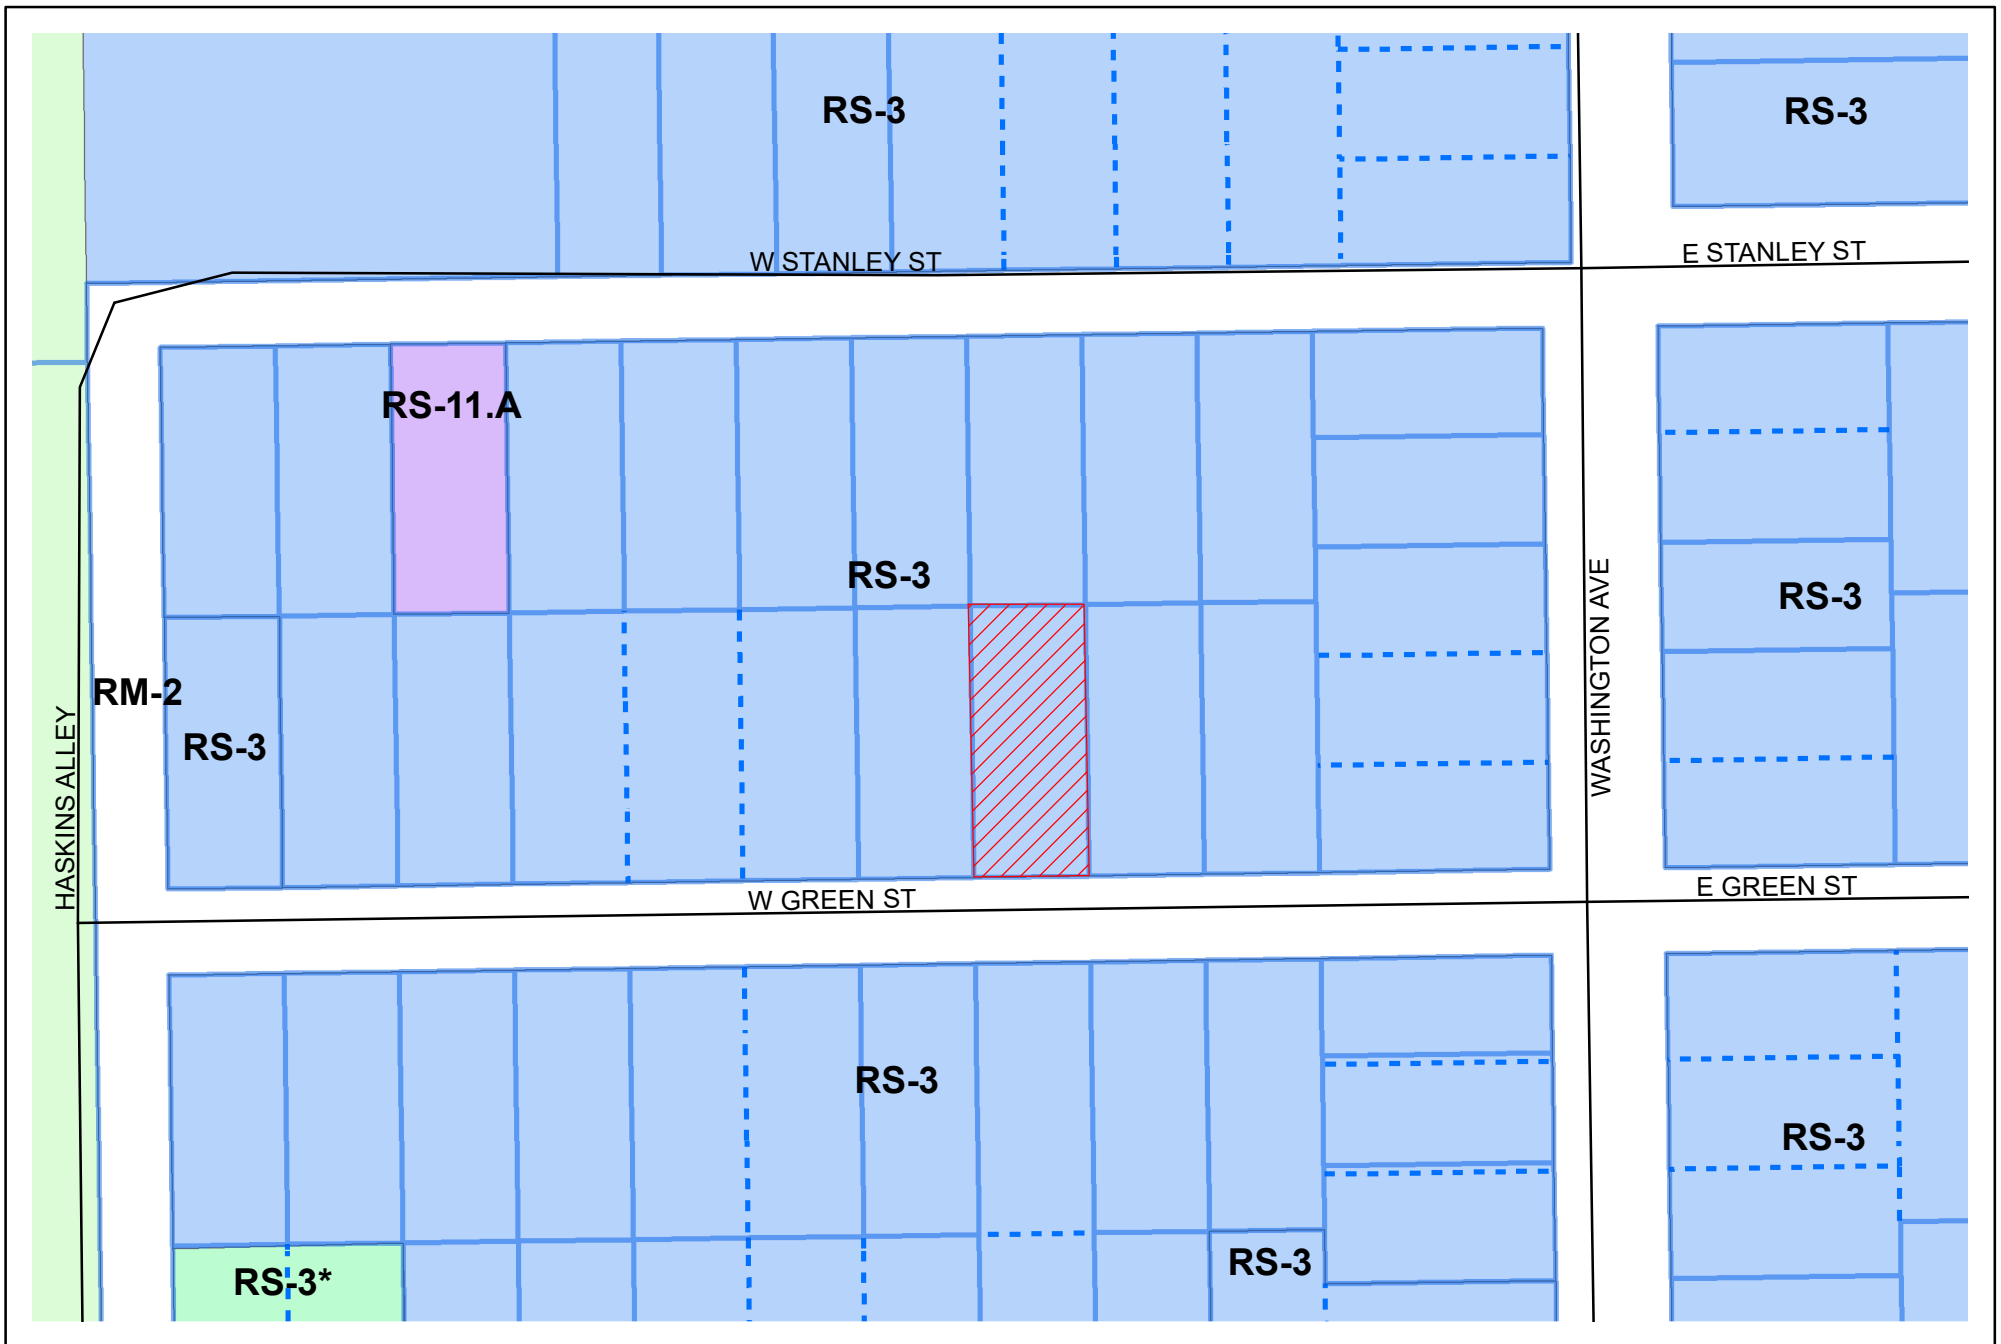 RS-3
RS-3
W STANLEY ST
E STANLEY ST
RS-11.A
RS-3
RS-3
WASHINGTON AVE
RM-2
RS-3
HASKINS ALLEY
W GREEN ST
E GREEN ST
RS-3
RS-3
RS-3
RS-3*